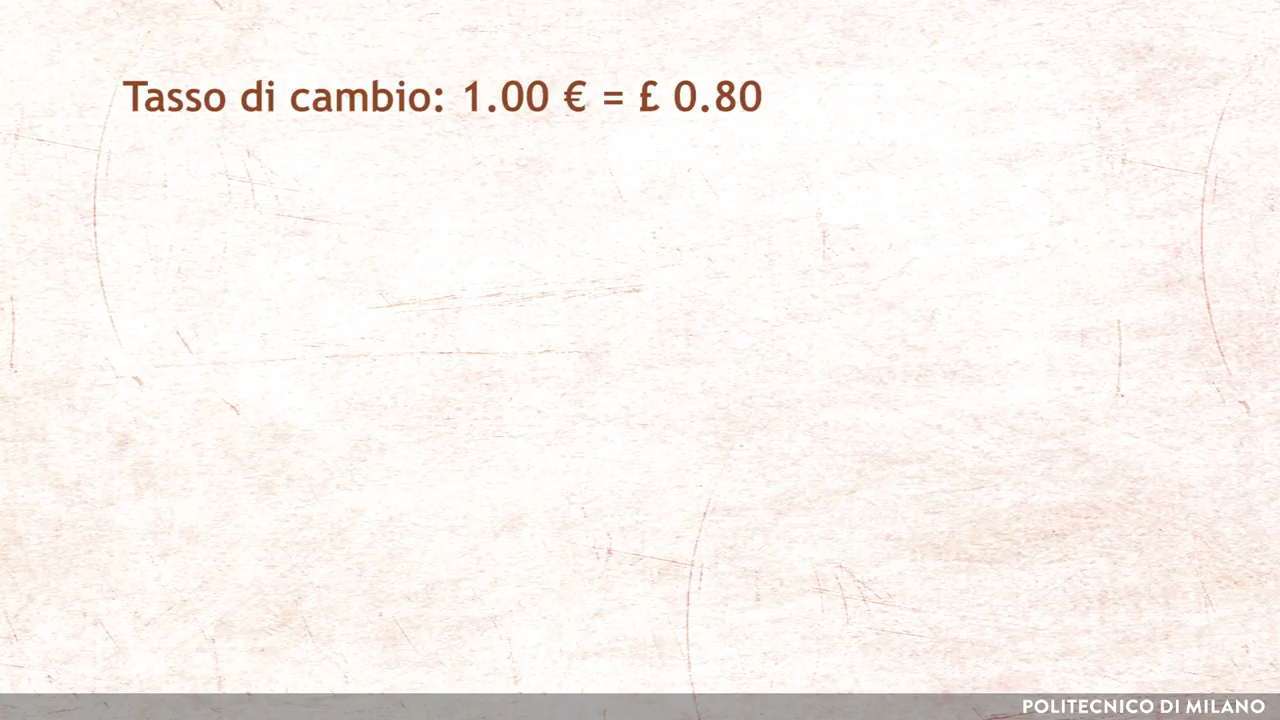 Tasso di cambio: 1.00 € = £ 0.80
POLITECNICO DI MILANO